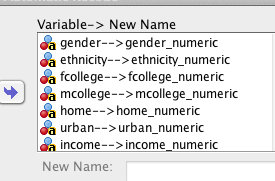 Variable-> New Name
gender-->gender_numeric
ethnicity-->ethnicity_numeric
fcollege-->fcollege_numeric
mcollege-->mcollege_numeric
home-->home_numeric
urban-->urban_numeric
income-->income_numeric
New Name: